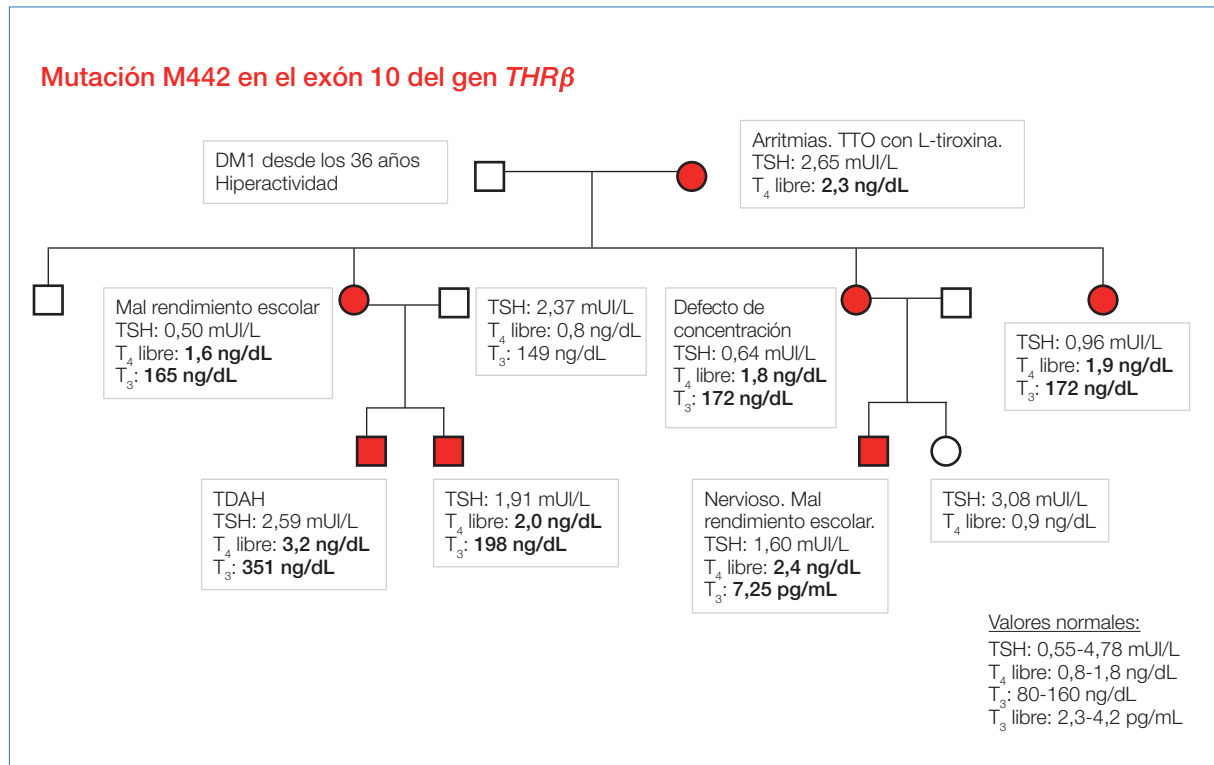 Mutación M442 en el exón 10 del gen THRβ
DM1 desde los 36 años
Hiperactividad
Arritmias. TTO con L-tiroxina.
TSH: 2,65 mUI/L
T4 libre: 2,3 ng/dL
Mal rendimiento escolar
TSH: 0,50 mUI/L
T4 libre: 1,6 ng/dL
T3: 165 ng/dL
TSH: 2,37 mUI/L
T4 libre: 0,8 ng/dL
T3: 149 ng/dL
Defecto de
concentración
TSH: 0,64 mUI/L
T4 libre: 1,8 ng/dL
T3: 172 ng/dL
TSH: 0,96 mUI/L
T4 libre: 1,9 ng/dL
T3: 172 ng/dL
TDAH
TSH: 2,59 mUI/L
T4 libre: 3,2 ng/dL
T3: 351 ng/dL
TSH: 1,91 mUI/L
T4 libre: 2,0 ng/dL
T3: 198 ng/dL
Nervioso. Mal
rendimiento escolar.
TSH: 1,60 mUI/L
T4 libre: 2,4 ng/dL
T3: 7,25 pg/mL
TSH: 3,08 mUI/L
T4 libre: 0,9 ng/dL
Valores normales:
TSH: 0,55-4,78 mUI/L
T4 libre: 0,8-1,8 ng/dL
T3: 80-160 ng/dL
T3 libre: 2,3-4,2 pg/mL